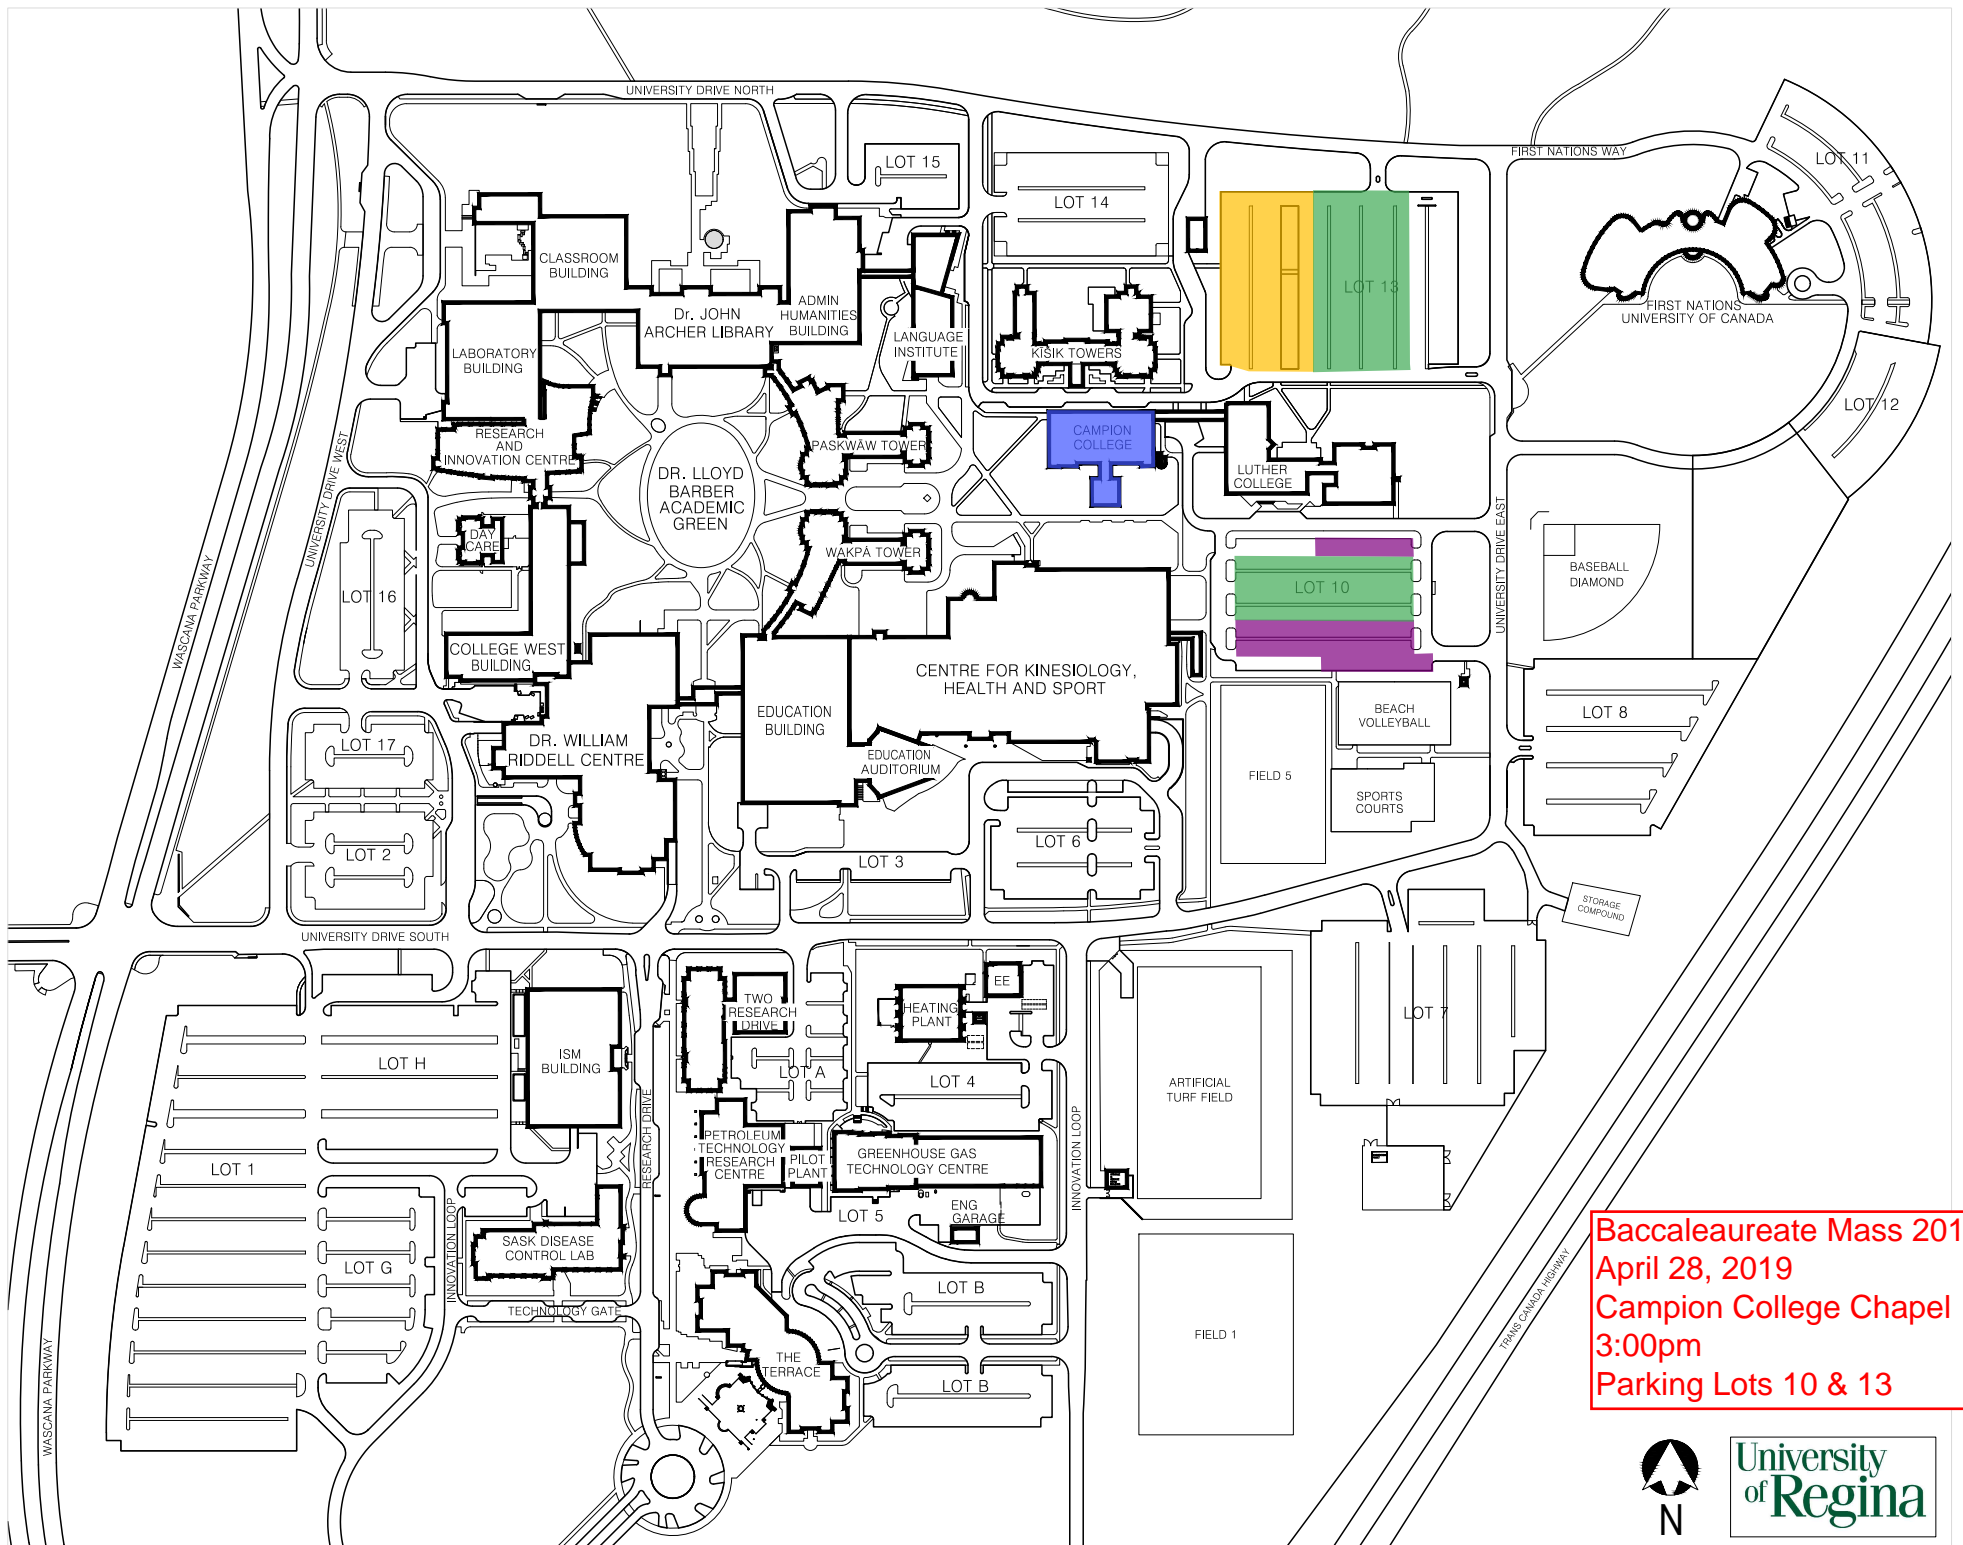 UNIVERSITY DRIVE NORTH
FIRST NATIONS WAY
LOT 15
LOT 11
LOT 14
CLASSROOM
BUILDING
LOT 13
ADMIN
HUMANITIES
BUILDING
Dr. JOHN
ARCHER LIBRARY
FIRST NATIONS
UNIVERSITY OF CANADA
LANGUAGE
INSTITUTE
KĪSIK TOWERS
LABORATORY
BUILDING
LOT 12
RESEARCH
AND
INNOVATION CENTRE
PASKWĀW TOWER
CAMPION
COLLEGE
LUTHER
COLLEGE
DR. LLOYD
BARBER
ACADEMIC
GREEN
UNIVERSITY DRIVE WEST
UNIVERSITY DRIVE EAST
DAY
CARE
WAKPĀ TOWER
BASEBALL
DIAMOND
LOT 16
LOT 10
WASCANA PARKWAY
COLLEGE WEST
BUILDING
CENTRE FOR KINESIOLOGY,
HEALTH AND SPORT
EDUCATION
BUILDING
BEACH
VOLLEYBALL
LOT 8
LOT 17
DR. WILLIAM
RIDDELL CENTRE
EDUCATION
AUDITORIUM
FIELD 5
SPORTS
COURTS
LOT 2
LOT 3
LOT 6
STORAGE
COMPOUND
UNIVERSITY DRIVE SOUTH
TWO
RESEARCH
DRIVE
EE
HEATING
PLANT
LOT 7
LOT H
ISM
BUILDING
LOT A
LOT 4
ARTIFICIAL
TURF FIELD
RESEARCH DRIVE
INNOVATION LOOP
PETROLEUM
TECHNOLOGY
RESEARCH
CENTRE
PILOT
PLANT
GREENHOUSE GAS
TECHNOLOGY CENTRE
LOT 1
LOT 5
ENG
GARAGE
INNOVATION LOOP
SASK DISEASE
CONTROL LAB
LOT G
LOT B
TECHNOLOGY GATE
FIELD 1
TRANS CANADA HIGHWAY
THE
TERRACE
LOT B
WASCANA PARKWAY
Baccaleaureate Mass 201
April 28, 2019
Campion College Chapel
3:00pm
Parking Lots 10 & 13
N
University
of Regina